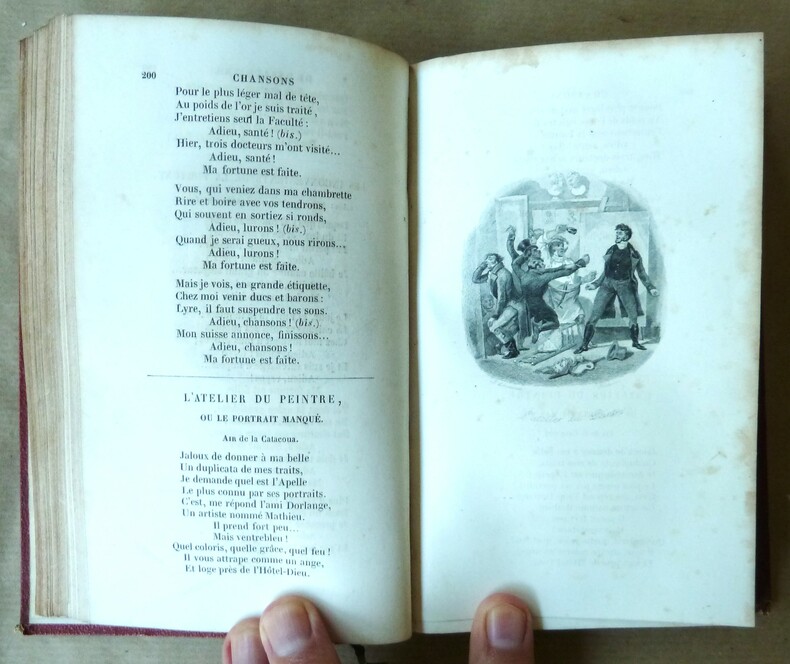 200
CHANSONS
Pour le plus léger mal de tête,
Au poids de l'or je suis traité,
J'entretiens seul la Faculté :
Adieu, santé ! (bis.)
Hier, trois docteurs m'ont visité...
Adieu, santé !
Ma fortune est faite.
Vous, qui veniez dans ma chambrette
Rire et boire avec vos tendrons,
Qui souvent en sortiez si ronds,
Adieu, lurons ! (bis.)
Quand je serai gueux, nous rirons...
Adieu, lurons !
Ma fortune est faite.
Mais je vois, en grande étiquette,
Chez moi venir ducs et barons :
Lyre, il faut suspendre tes sons.
Adieu, chansons ! (bis.)
Mon suisse annonce, finissons...
Adieu, chansons !
Ma fortune est faite.
L'ATELIER DU PEINTRE,
OU LE PORTRAIT MANQUÉ.
Air de la Catacoua.
Jaloux de donner à ma belle
Un duplicata de mes traits,
Je demande quel est l'Apelle
Le plus connu par ses portraits.
C'est, me répond l'ami Dorlange,
Un artiste nommé Mathieu.
Il prend fort peu...
Mais ventrebleu !
Quel coloris, quelle grâce, quel feu !
Il vous attrape comme un ange,
Et loge près de l'Hôtel-Dieu.